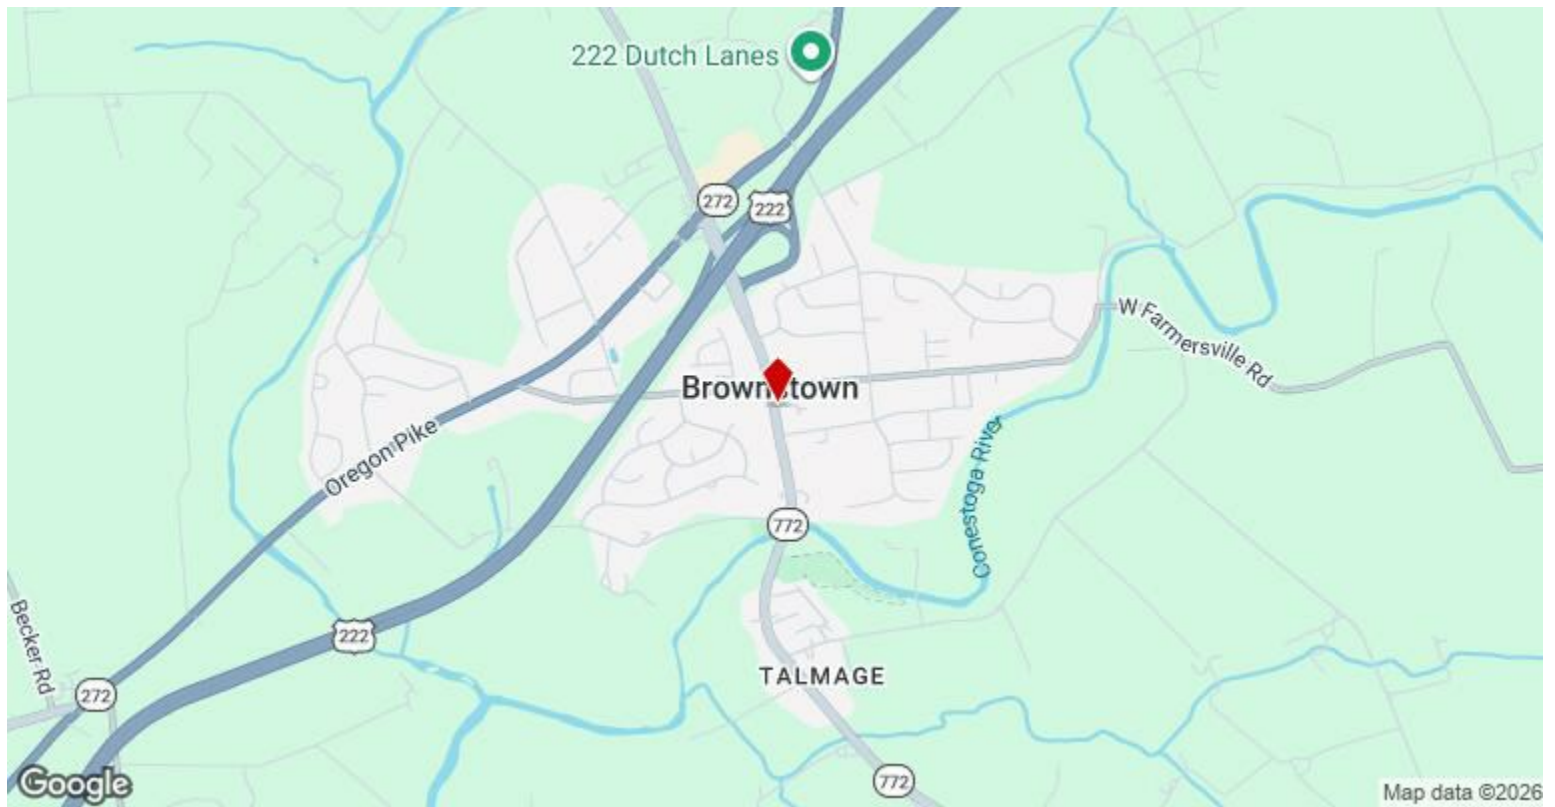 222 Dutch Lanes
272
222
W Farmersville Rd
Brownstown
Oregon Pike
Conestoga River
772
Becker Rd
222
TALMAGE
272
772
Google
Map data ©2026